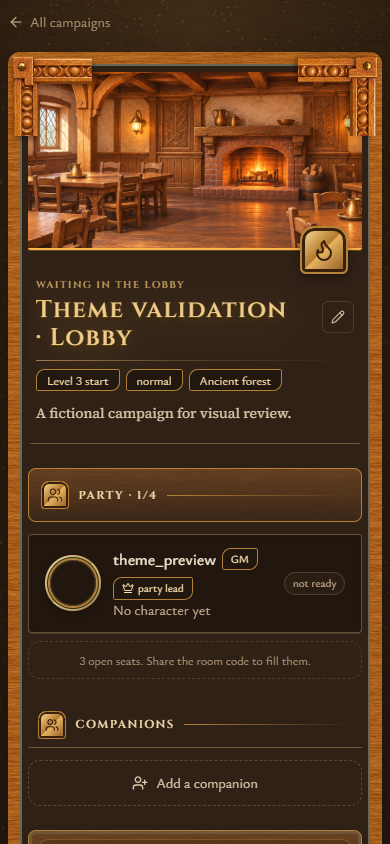 All campaigns
WAITING IN THE LOBBY
THEME VALIDATION
· LOBBY
Level 3 start normal Ancient forest
A fictional campaign for visual review.
PARTY · 1/4
theme_preview GM
party lead
not ready
No character yet
3 open seats. Share the room code to fill them.
COMPANIONS
Add a companion